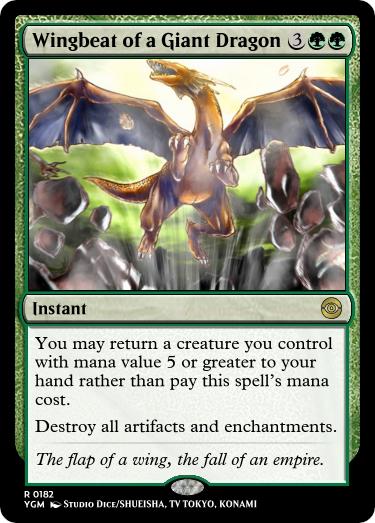 Wingbeat of a Giant Dragon 3
Instant
You may return a creature you control
with mana value 5 or greater to your
hand rather than pay this spell's mana
cost.
Destroy all artifacts and enchantments.
The flap of a wing, the fall of an empire.
R 0182
YGM Studio Dice/SHUEISHA, TV TOKYO, KONAMI